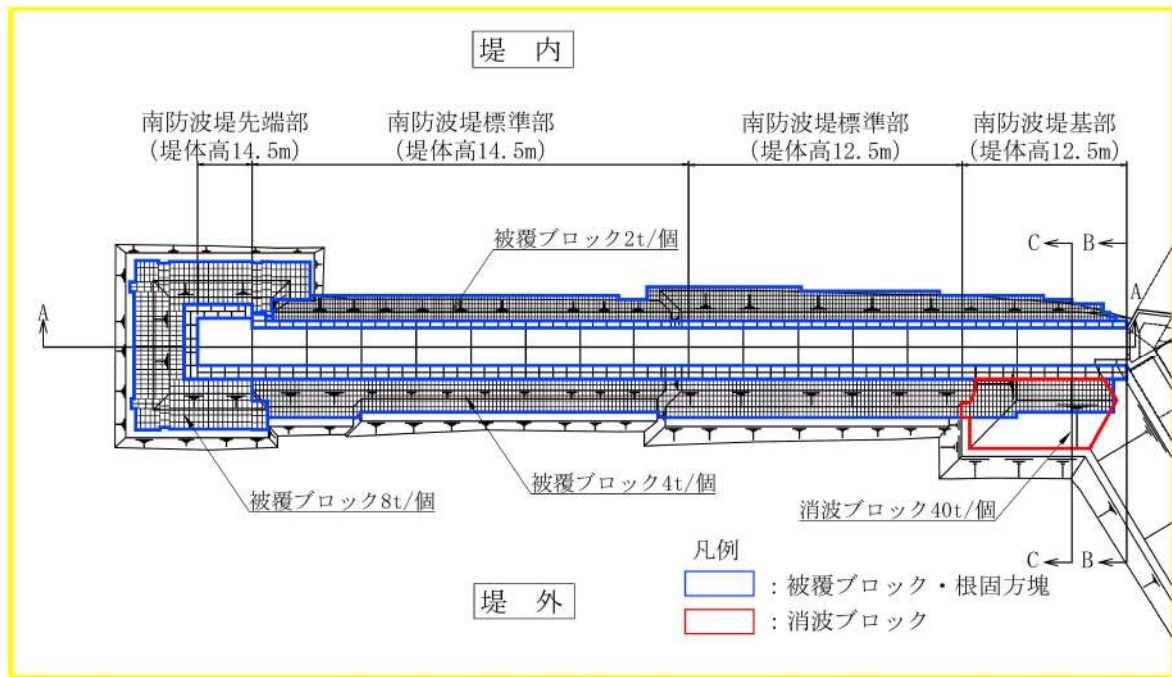 堤 内
南防波堤先端部
(堤体高14.5m)
南防波堤標準部
(堤体高14.5m)
南防波堤標準部
(堤体高12.5m)
南防波堤基部
(堤体高12.5m)
被覆ブロック2t/個
C
B
A
A
被覆ブロック8t/個
被覆ブロック4t/個
消波ブロック40t/個
凡例
：被覆ブロック・根固方塊
：消波ブロック
C
B
堤 外